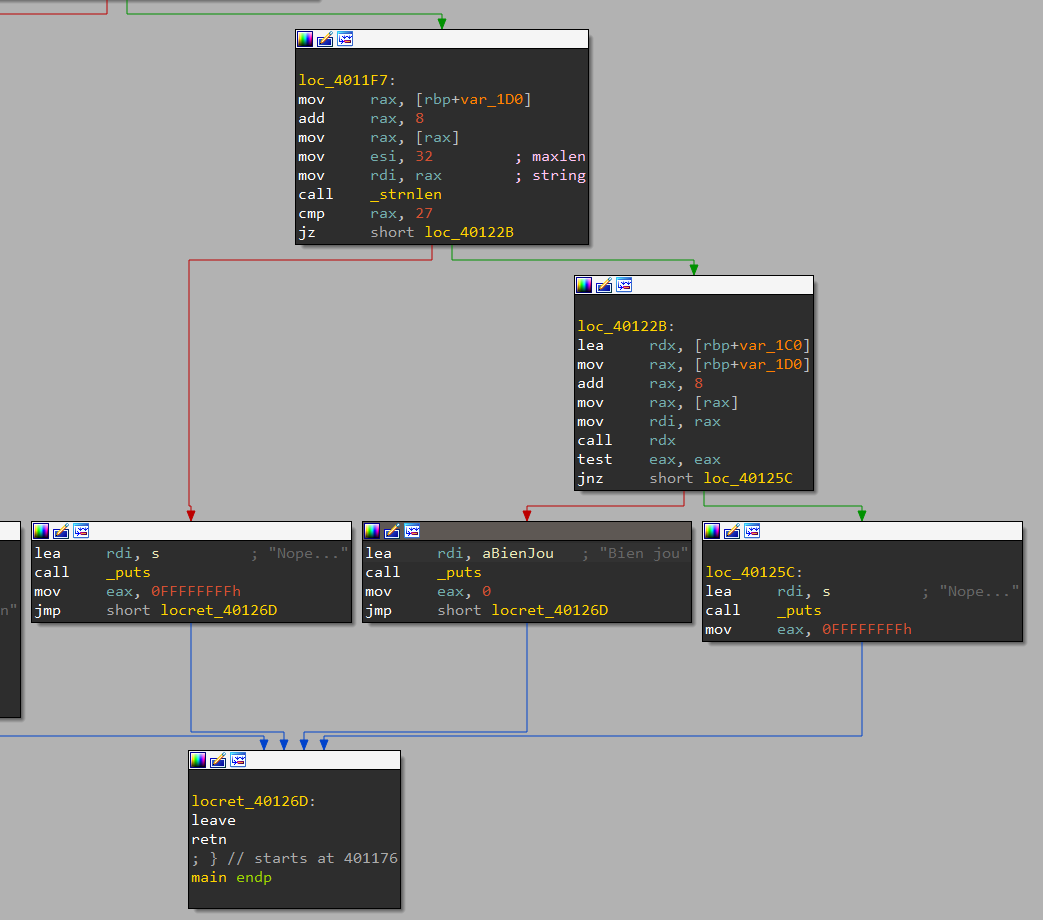 loc_4011F7:
mov rax, [rbp+var_1D0]
add rax, 8
mov rax, [rax]
mov esi, 32 ; maxlen
mov rdi, rax ; string
call _strnlen
cmp rax, 27
jz short loc_40122B
loc_40122B:
lea rdx, [rbp+var_1C0]
mov rax, [rbp+var_1D0]
add rax, 8
mov rax, [rax]
mov rdi, rax
call rdx
test eax, eax
jnz short loc_40125C
n"
lea rdi, s ; "Nope..."
call _puts
mov eax, 0FFFFFFFFh
jmp short locret_40126D
lea rdi, aBienJou ; "Bien jou"
call _puts
mov eax, 0
jmp short locret_40126D
loc_40125C:
lea rdi, s ; "Nope..."
call _puts
mov eax, 0FFFFFFFFh
locret_40126D:
leave
retn
; } // starts at 401176
main endp